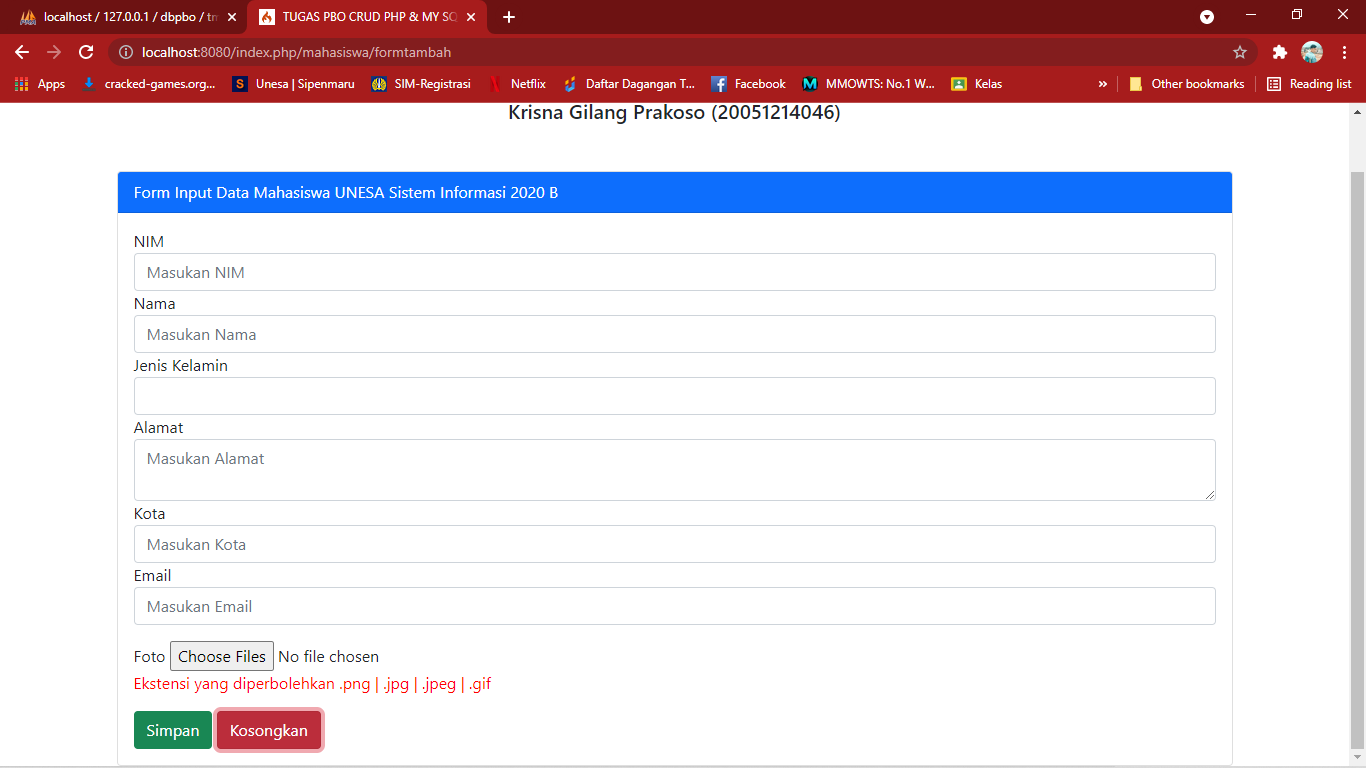 localhost / 127.0.0.1 / dbpbo / tm
TUGAS PBO CRUD PHP & MY SQ
localhost:8080/index.php/mahasiswa/formtambah
Apps
cracked-games.org...
Unesa | Sipenmaru
SIM-Registrasi
Netflix
Daftar Dagangan T...
Facebook
MMOWTS: No.1 W...
Kelas
»
Other bookmarks
Reading list
Krisna Gilang Prakoso (20051214046)
Form Input Data Mahasiswa UNESA Sistem Informasi 2020 B
NIM
Masukan NIM
Nama
Masukan Nama
Jenis Kelamin
Alamat
Masukan Alamat
Kota
Masukan Kota
Email
Masukan Email
Foto Choose Files No file chosen
Ekstensi yang diperbolehkan .png | .jpg | .jpeg | .gif
Simpan Kosongkan